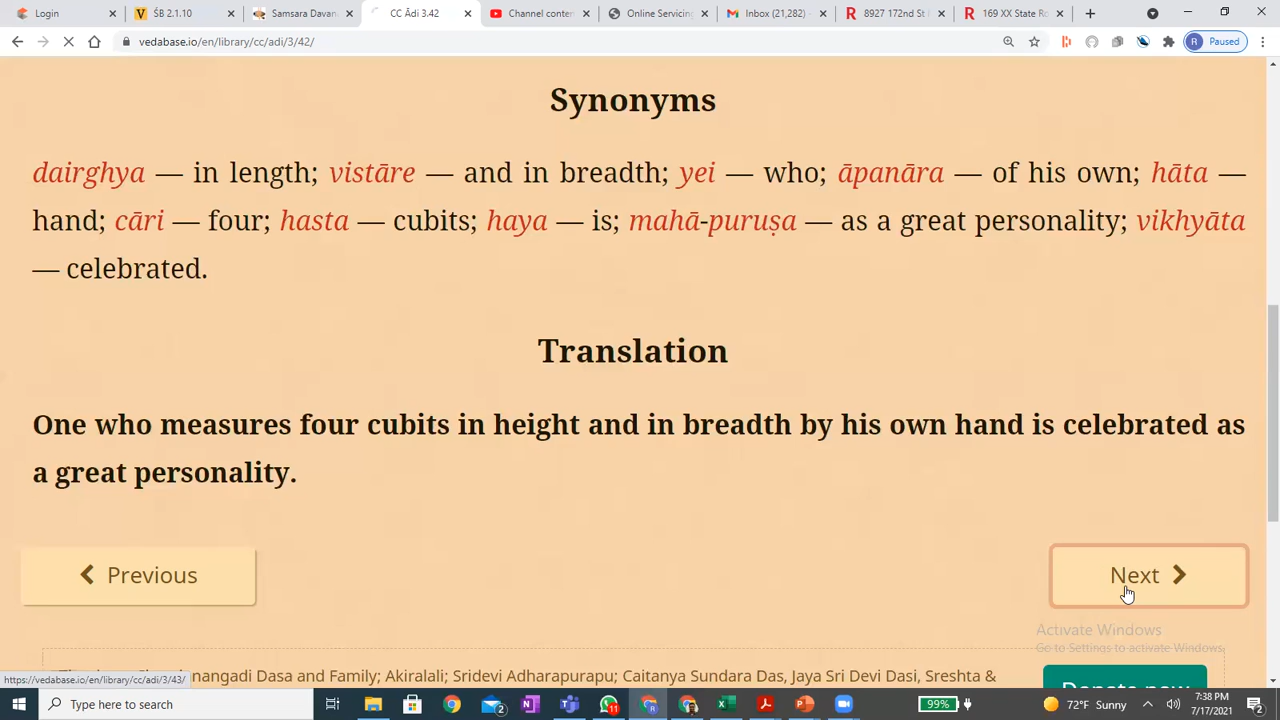 Login
ŚB 2.1.10
Samsara Davan
CC Ādi 3.42
Channel conten
Online Servicing
Inbox (21,282)
8927 172nd St
169 XX State Ro
vedabase.io/en/library/cc/adi/3/42/
R Paused
Synonyms
dairghya — in length; vistāre — and in breadth; yei — who; āpanāra — of his own; hāta —
hand; cāri — four; hasta — cubits; haya — is; mahā-puruṣa — as a great personality; vikhyāta
— celebrated.
Translation
One who measures four cubits in height and in breadth by his own hand is celebrated as
a great personality.
Previous
Next
Activate Windows
Go to Settings to activate Windows.
https://vedabase.io/en/library/cc/adi/3/43/
nangadi Dasa and Family; Akiralali; Sridevi Adharapurapu; Caitanya Sundara Das, Jaya Sri Devi Dasi, Sreshta &
Donate now
Type here to search
2
11
99%
72°F Sunny
7:38 PM
7/17/2021
2